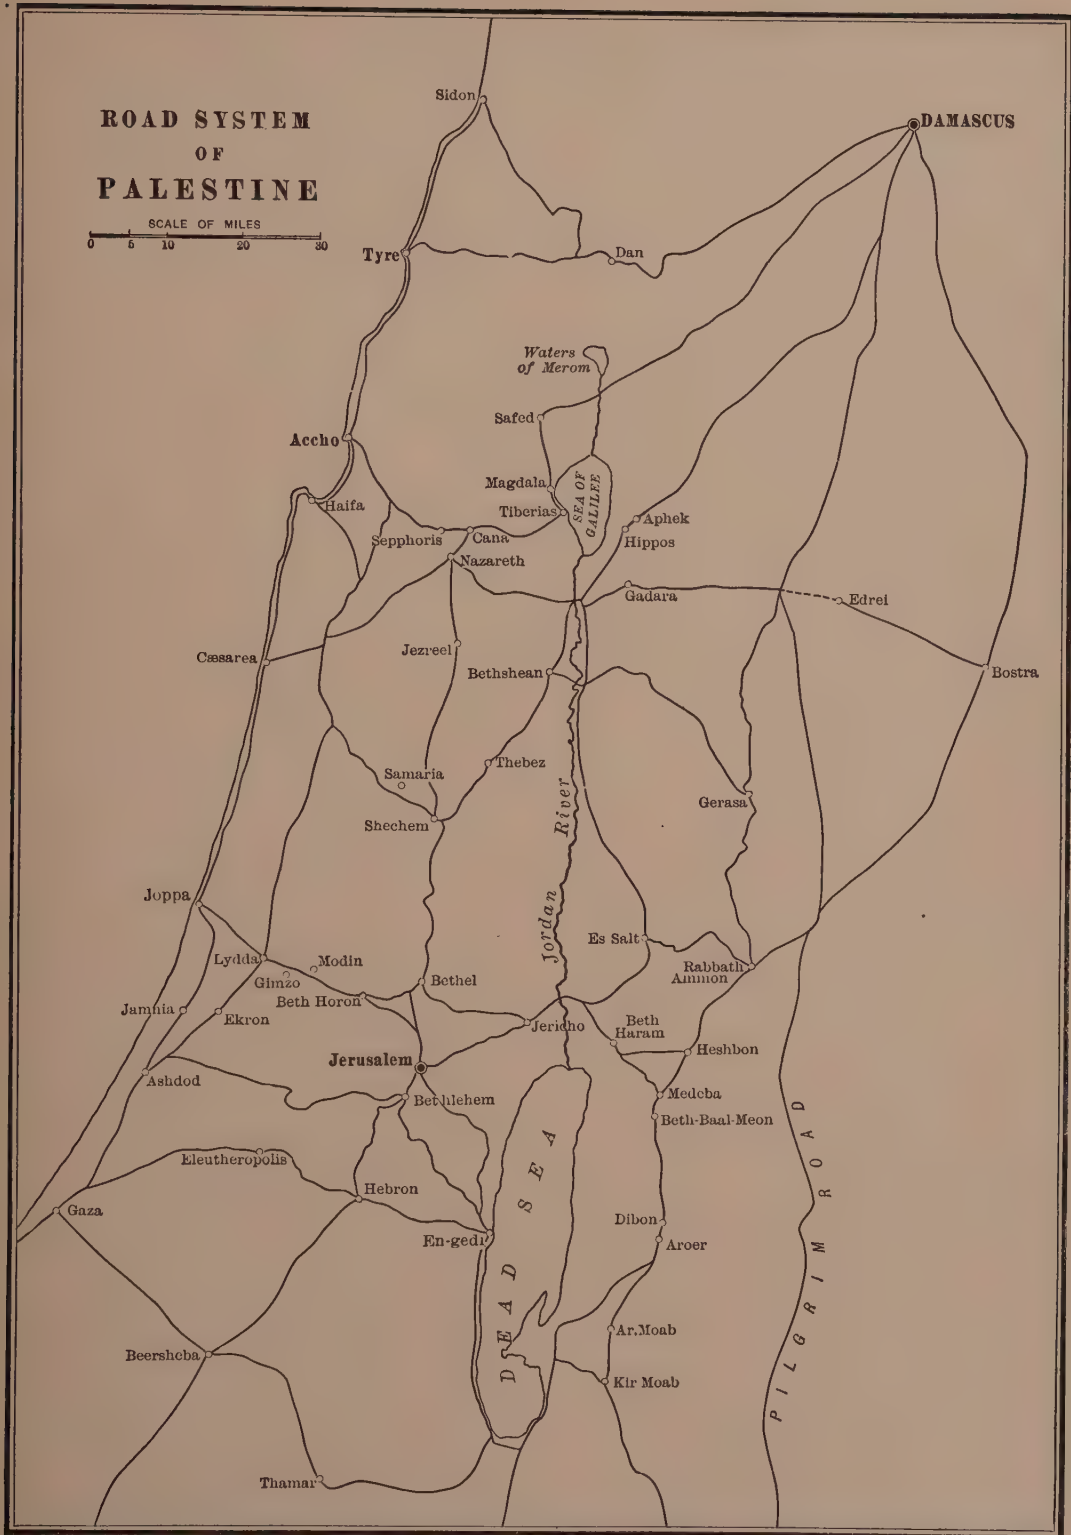 ROAD SYSTEM
OF
PALESTINE
SCALE OF MILES
0 5 10 20 30
Sidon
DAMASCUS
Tyre
Dan
Waters
of Merom
Safed
Accho
Magdala
SEA OF
GALILEE
Haifa
Tiberias
Aphek
Sepphoris
Cana
Hippos
Nazareth
Gadara
Edrei
Jezreel
Cæsarea
Bethshean
Bostra
Thebez
Samaria
Gerasa
Shechem
Jordan River
Joppa
Es Salt
Lydda
Modin
Rabbath
Ammon
Gimzo
Bethel
Beth Horon
Jamnia
Ekron
Jericho
Beth
Haram
Heshbon
Jerusalem
Ashdod
Medeba
Bethlehem
Beth-Baal-Meon
Eleutheropolis
Hebron
Gaza
Dibon
En-gedi
Aroer
DEAD SEA
PILGRIM ROAD
Ar.Moab
Beersheba
Kir Moab
Thamar